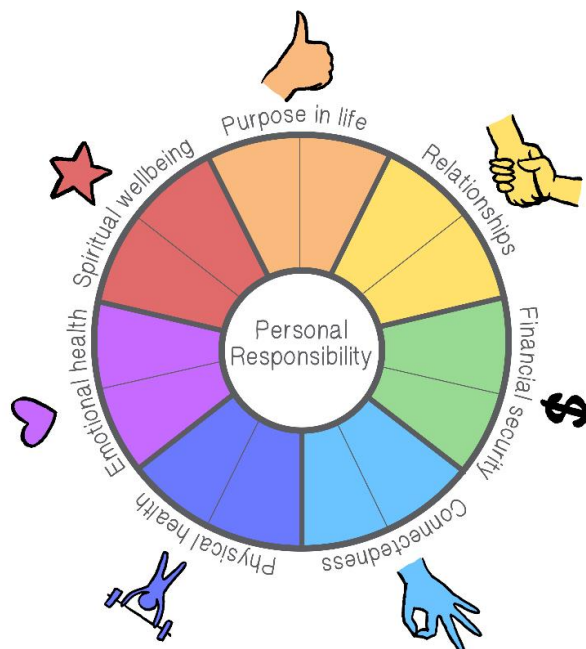 Purpose in life
Relationships
Financial security
Connectedness
Physical health
Emotional health
Spiritual wellbeing
Personal
Responsibility
$